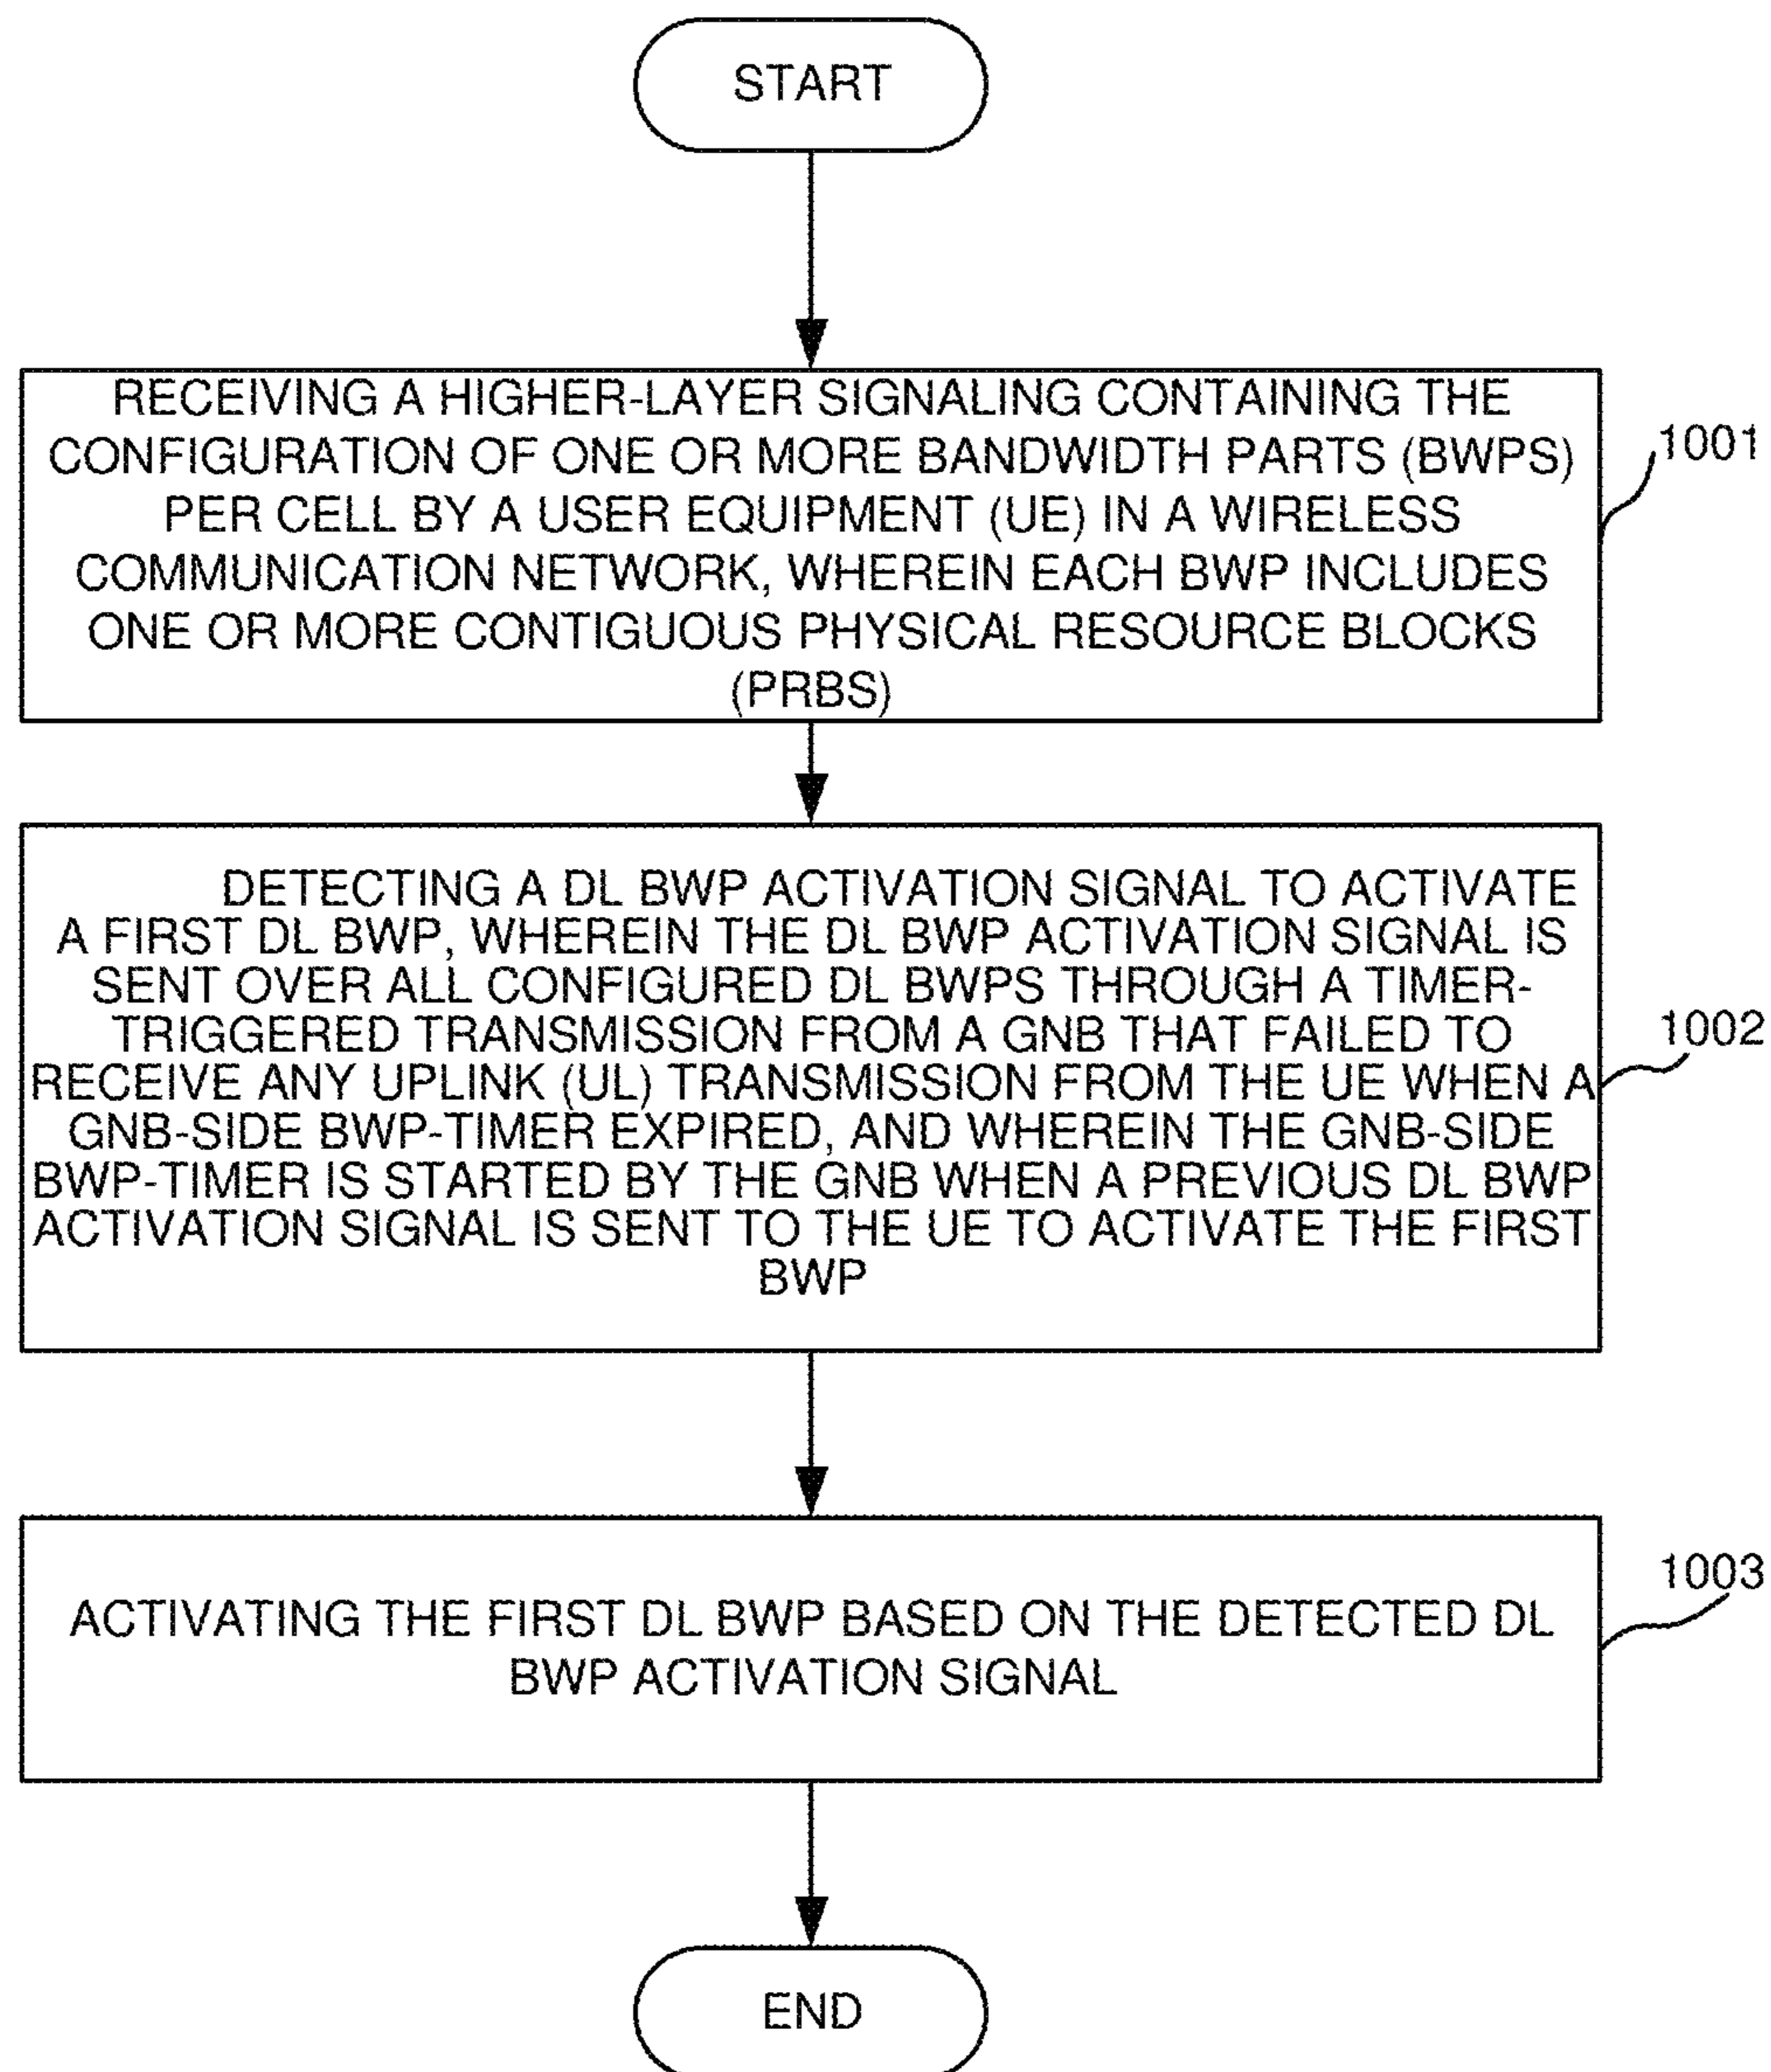 START
RECEIVING A HIGHER-LAYER SIGNALING CONTAINING THE
CONFIGURATION OF ONE OR MORE BANDWIDTH PARTS (BWPS)
PER CELL BY A USER EQUIPMENT (UE) IN A WIRELESS
COMMUNICATION NETWORK, WHEREIN EACH BWP INCLUDES
ONE OR MORE CONTIGUOUS PHYSICAL RESOURCE BLOCKS
(PRBS)
1001
DETECTING A DL BWP ACTIVATION SIGNAL TO ACTIVATE
A FIRST DL BWP, WHEREIN THE DL BWP ACTIVATION SIGNAL IS
SENT OVER ALL CONFIGURED DL BWPS THROUGH A TIMER-
TRIGGERED TRANSMISSION FROM A GNB THAT FAILED TO
RECEIVE ANY UPLINK (UL) TRANSMISSION FROM THE UE WHEN A
GNB-SIDE BWP-TIMER EXPIRED, AND WHEREIN THE GNB-SIDE
BWP-TIMER IS STARTED BY THE GNB WHEN A PREVIOUS DL BWP
ACTIVATION SIGNAL IS SENT TO THE UE TO ACTIVATE THE FIRST
BWP
1002
ACTIVATING THE FIRST DL BWP BASED ON THE DETECTED DL
BWP ACTIVATION SIGNAL
1003
END